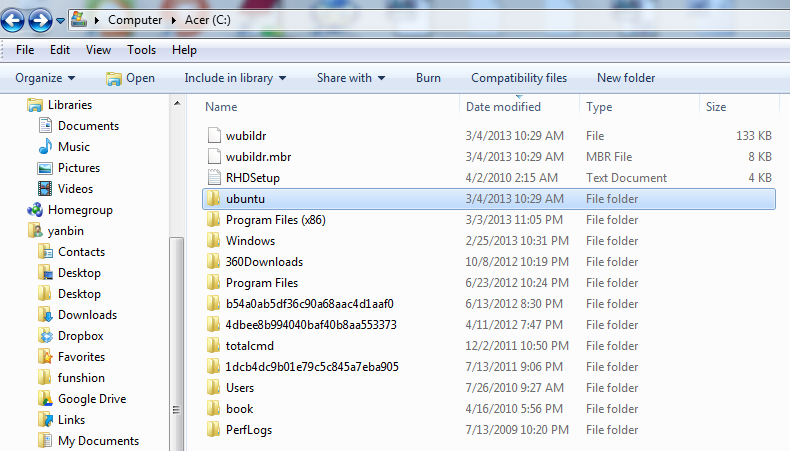 Computer Acer (C:)
File Edit View Tools Help
Organize Open Include in library Share with Burn Compatibility files New folder
Libraries
Documents
Music
Pictures
Videos
Homegroup
yanbin
Contacts
Desktop
Desktop
Downloads
Dropbox
Favorites
funshion
Google Drive
Links
My Documents
Name Date modified Type Size
wubildr 3/4/2013 10:29 AM File 133 KB
wubildr.mbr 3/4/2013 10:29 AM MBR File 8 KB
RHDSetup 4/2/2010 2:15 AM Text Document 4 KB
ubuntu 3/4/2013 10:29 AM File folder
Program Files (x86) 3/3/2013 11:05 PM File folder
Windows 2/25/2013 10:31 PM File folder
360Downloads 10/8/2012 10:19 PM File folder
Program Files 6/23/2012 10:24 PM File folder
b54a0ab5df36c90a68aac4d1aaf0 6/13/2012 8:30 PM File folder
4dbee8b994040baf40b8aa553373 4/11/2012 7:47 PM File folder
totalcmd 12/2/2011 10:50 PM File folder
1dcb4dc9b01e79c5c845a7eba905 7/13/2011 9:06 PM File folder
Users 7/26/2010 9:27 AM File folder
book 4/16/2010 5:56 PM File folder
PerfLogs 7/13/2009 10:20 PM File folder